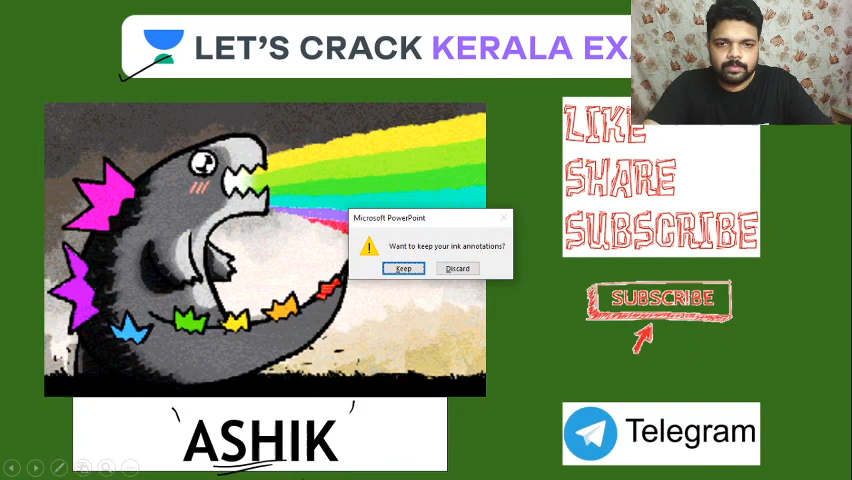 LET'S CRACK KERALA EXA
LIKE
SHARE
SUBSCRIBE
Microsoft PowerPoint
Want to keep your ink annotations?
Keep
Discard
SUBSCRIBE
ASHIK
Telegram